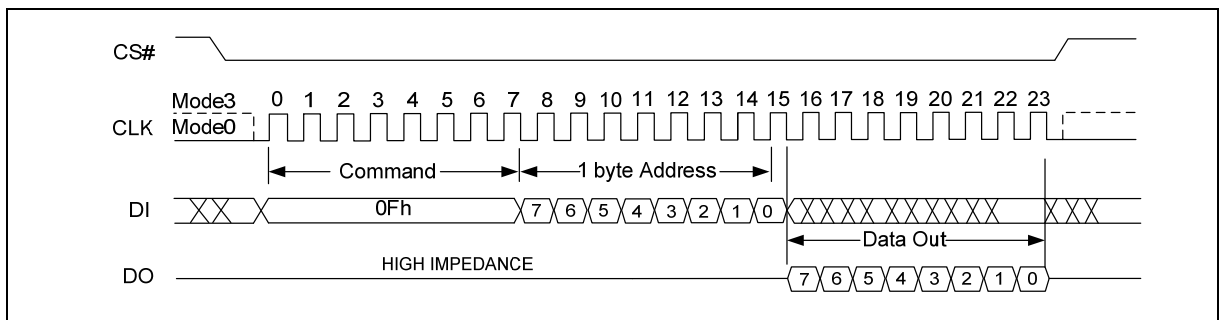 CS#
Mode3 0 1 2 3 4 5 6 7 8 9 10 11 12 13 14 15 16 17 18 19 20 21 22 23
CLK Mode0
Command 1 byte Address
DI 0Fh 7 6 5 4 3 2 1 0
Data Out
DO HIGH IMPEDANCE 7 6 5 4 3 2 1 0